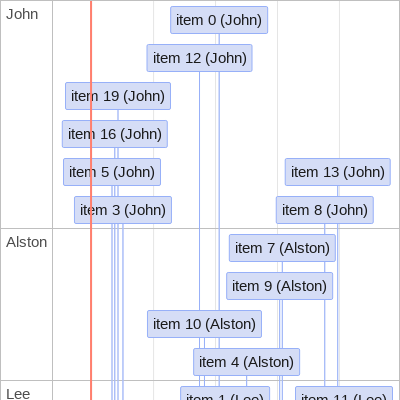 John
item 0 (John)
item 12 (John)
item 19 (John)
item 16 (John)
item 5 (John)
item 13 (John)
item 3 (John)
item 8 (John)
Alston
item 7 (Alston)
item 9 (Alston)
item 10 (Alston)
item 4 (Alston)
Lee
item 1 (Lee)
item 11 (Lee)